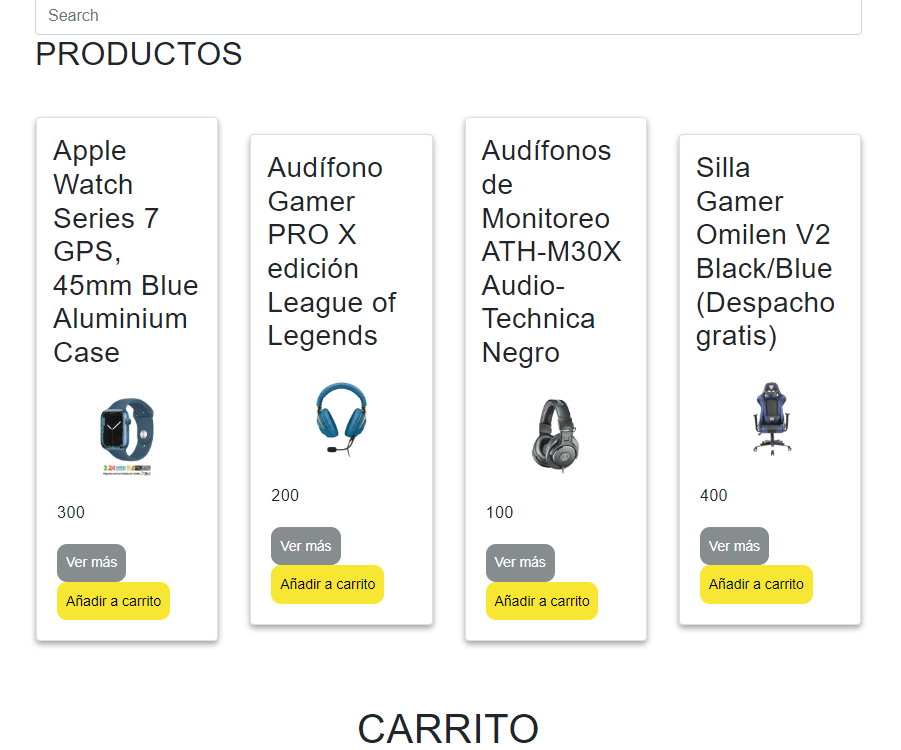 Search
PRODUCTOS
Apple
Watch
Series 7
GPS,
45mm Blue
Aluminium
Case
300
Ver más
Añadir a carrito
Audífono
Gamer
PRO X
edición
League of
Legends
200
Ver más
Añadir a carrito
Audífonos
de
Monitoreo
ATH-M30X
Audio-
Technica
Negro
100
Ver más
Añadir a carrito
Silla
Gamer
Omilen V2
Black/Blue
(Despacho
gratis)
400
Ver más
Añadir a carrito
CARRITO